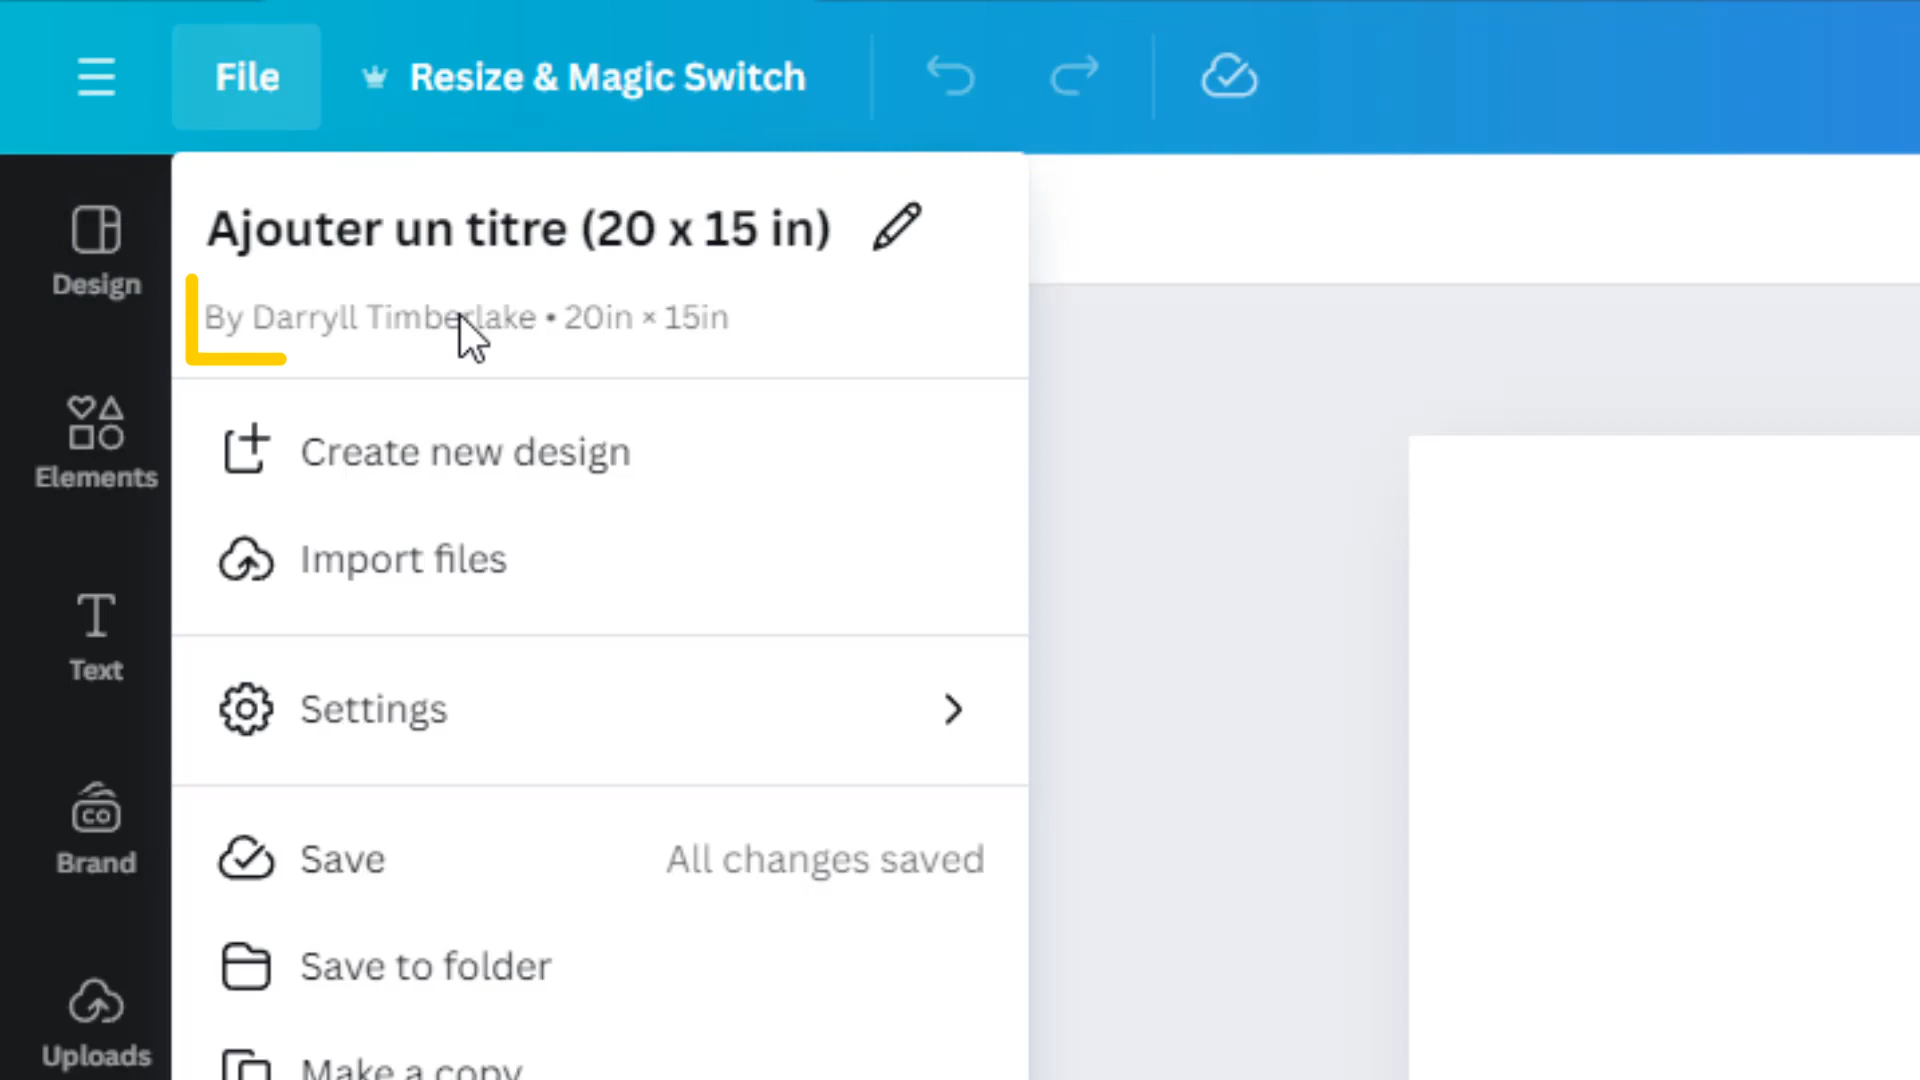 File
Resize & Magic Switch
Ajouter un titre (20 x 15 in)
By Darryll Timberlake • 20in × 15in
Create new design
Import files
Settings
Save
All changes saved
Save to folder
Make a copy
Design
Elements
Text
CO
Brand
Uploads